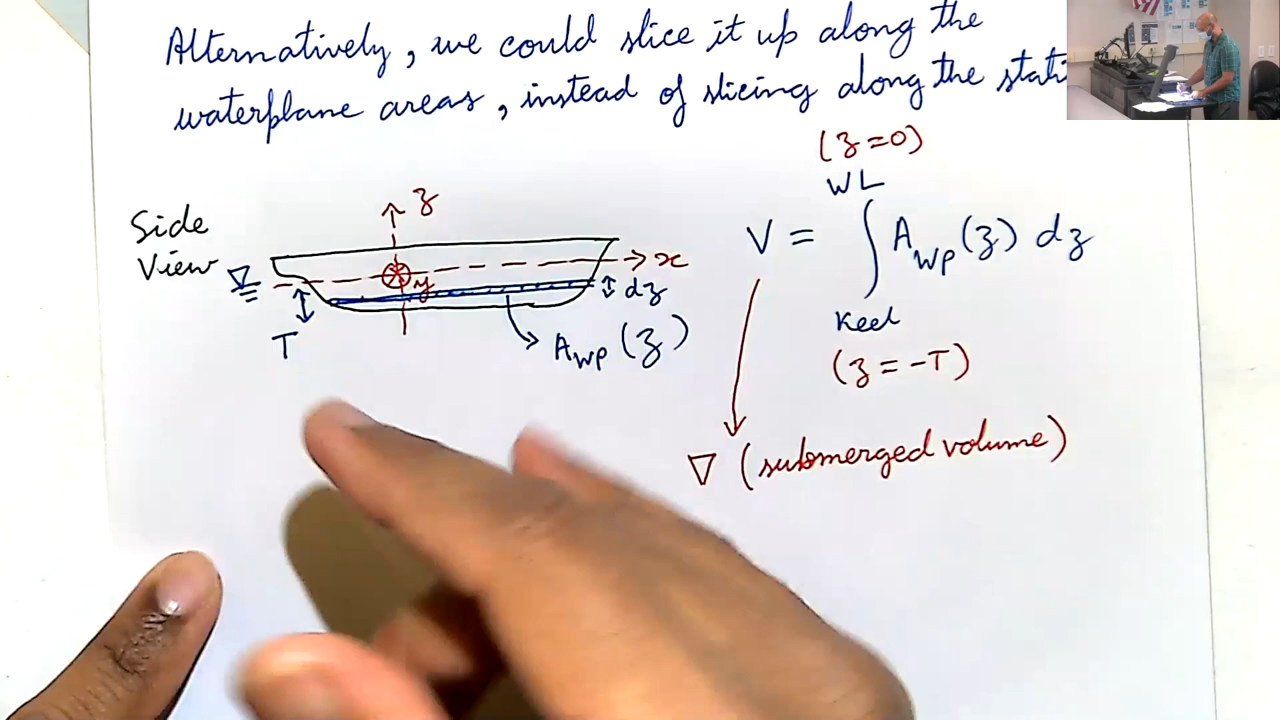 Alternatively, we could slice it up along the
waterplane areas, instead of slicing along the
Side
View
z
x
y
dz
T
A_WP(z)
(z=0)
WL
V = ∫ A_WP(z) dz
Keel
(z = -T)
∇ (submerged volume)